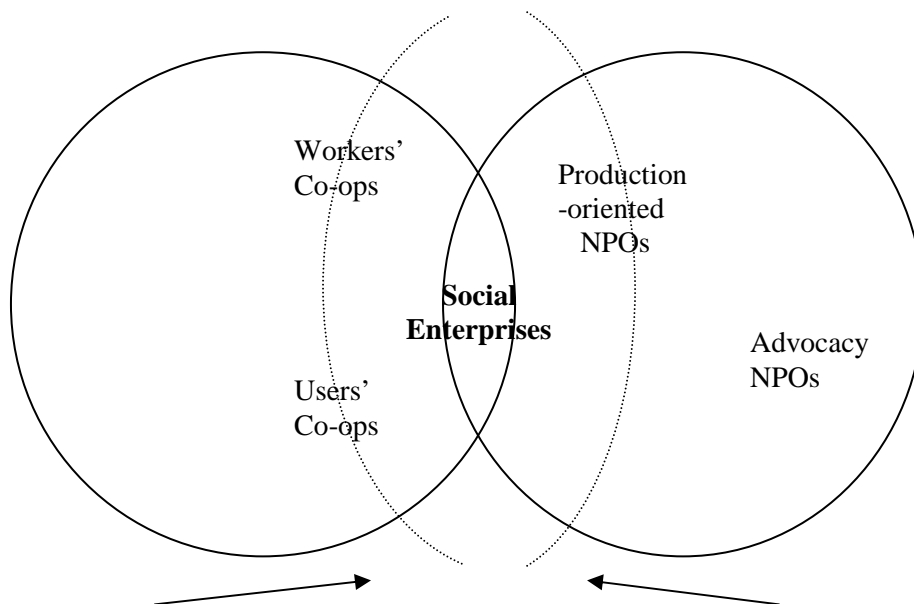 Workers’
Co-ops
Production
-oriented
NPOs
Social
Enterprises
Advocacy
NPOs
Users’
Co-ops